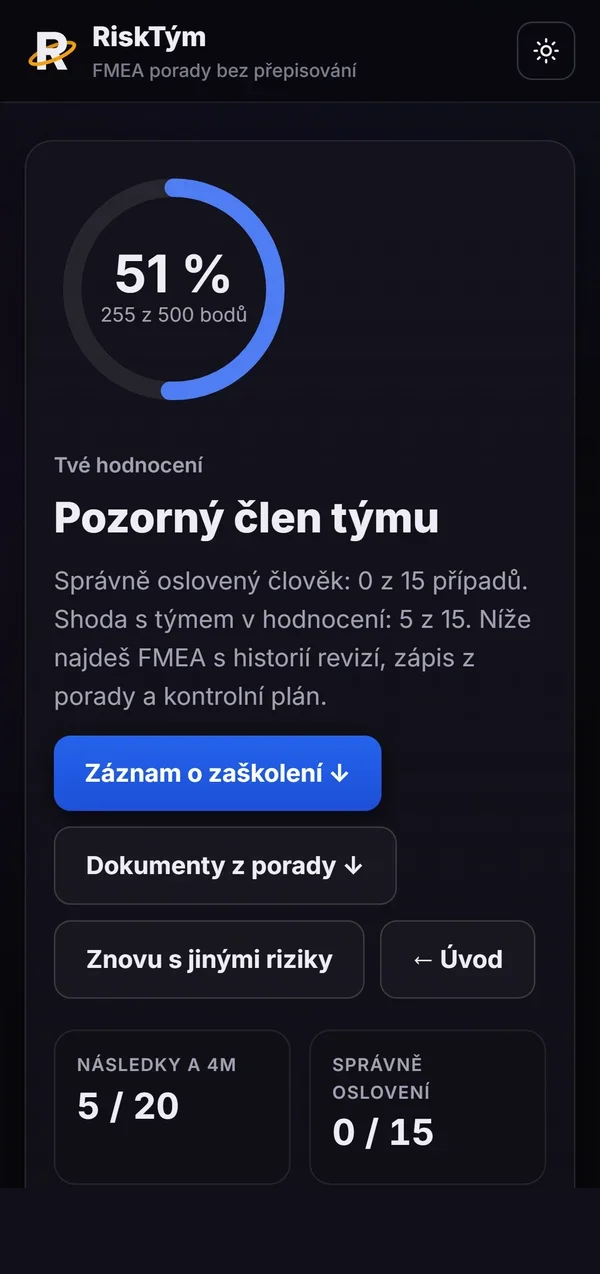 RiskTým
FMEA porady bez přepisování
51 %
255 z 500 bodů
Tvé hodnocení
Pozorný člen týmu
Správně oslovený člověk: 0 z 15 případů.
Shoda s týmem v hodnocení: 5 z 15. Níže
najdeš FMEA s historií revizí, zápis z
porady a kontrolní plán.
Záznam o zaškolení ↓
Dokumenty z porady ↓
Znovu s jinými riziky
← Úvod
NÁSLEDKY A 4M
5 / 20
SPRÁVNĚ
OSLOVENÍ
0 / 15